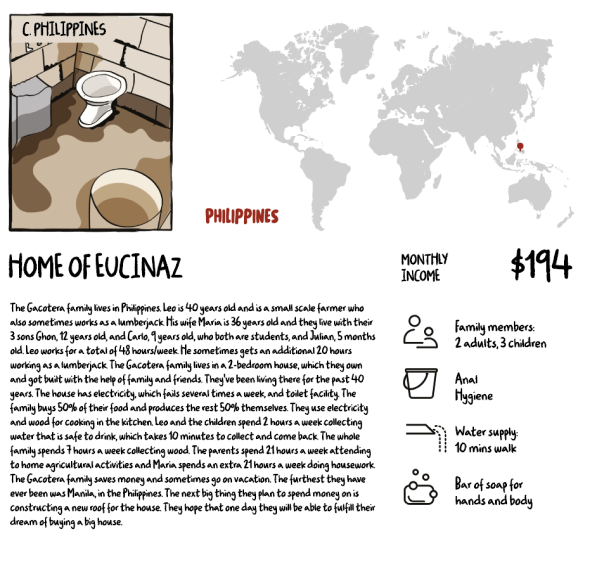 C. PHILIPPINES
PHILIPPINES
HOME OF EUCINAZ
MONTHLY
INCOME
$194
The Gacotera family lives in Philippines. Leo is 40 years old and is a small scale farmer who
also sometimes works as a lumberjack. His wife Maria is 36 years old and they live with their
3 sons Ghon, 12 years old, and Carlo, 9 years old, who both are students, and Julian, 5 months
old. Leo works for a total of 48 hours/week. He sometimes gets an additional 20 hours
working as a lumberjack. The Gacotera family lives in a 2-bedroom house, which they own
and got built with the help of family and friends. They've been living there for the past 40
years. The house has electricity, which fails several times a week, and toilet facility. The
family buys 50% of their food and produces the rest 50% themselves. They use electricity
and wood for cooking in the kitchen. Leo and the children spend 2 hours a week collecting
water that is safe to drink, which takes 10 minutes to collect and come back. The whole
family spends 7 hours a week collecting wood. The parents spend 21 hours a week attending
to home agricultural activities and Maria spends an extra 21 hours a week doing housework.
The Gacotera family saves money and sometimes go on vacation. The furthest they have
ever been was Manila, in the Philippines. The next big thing they plan to spend money on is
constructing a new roof for the house. They hope that one day they will be able to fulfill their
dream of buying a big house.
Family members:
2 adults, 3 children
Anal
Hygiene
Water supply:
10 mins walk
Bar of soap for
hands and body